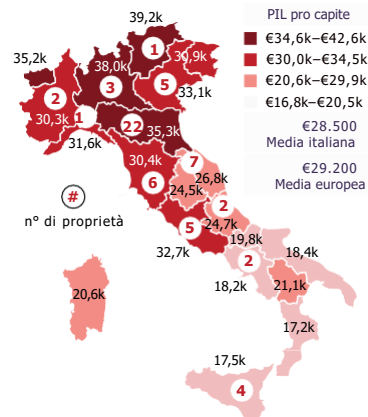 39,2k
PIL pro capite
€34,6k–€42,6k
€30,0k–€34,5k
€20,6k–€29,9k
€16,8k–€20,5k
€28.500
Media italiana
€29.200
Media europea
35,2k
38,0k
1
30,9k
3
5
33,1k
2
30,3k
1
22
35,3k
31,6k
30,4k
7
26,8k
6
24,5k
#
n° di proprietà
2
24,7k
5
19,8k
32,7k
2
18,4k
18,2k
21,1k
20,6k
17,2k
17,5k
4